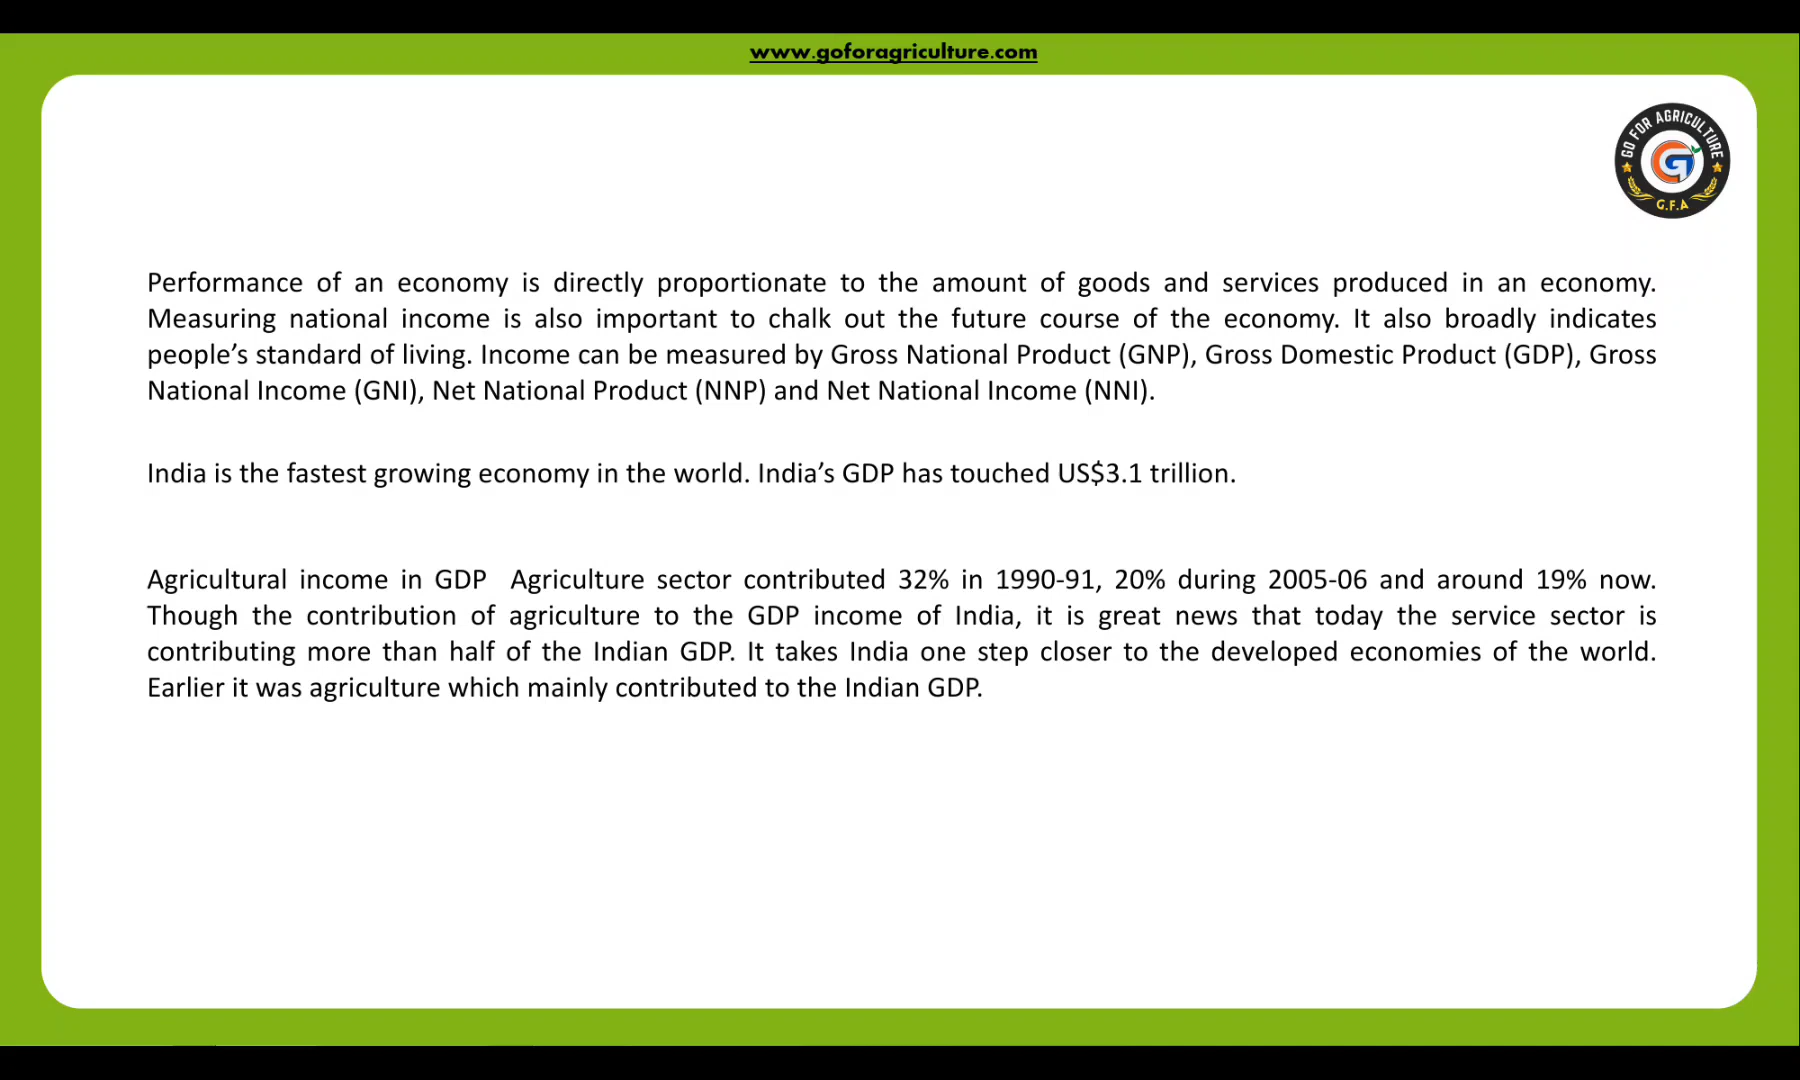 www.goforagriculture.com
GO FOR AGRICULTURE
G.F.A
Performance of an economy is directly proportionate to the amount of goods and services produced in an economy.
Measuring national income is also important to chalk out the future course of the economy. It also broadly indicates
people’s standard of living. Income can be measured by Gross National Product (GNP), Gross Domestic Product (GDP), Gross
National Income (GNI), Net National Product (NNP) and Net National Income (NNI).
India is the fastest growing economy in the world. India’s GDP has touched US$3.1 trillion.
Agricultural income in GDP  Agriculture sector contributed 32% in 1990-91, 20% during 2005-06 and around 19% now.
Though the contribution of agriculture to the GDP income of India, it is great news that today the service sector is
contributing more than half of the Indian GDP. It takes India one step closer to the developed economies of the world.
Earlier it was agriculture which mainly contributed to the Indian GDP.